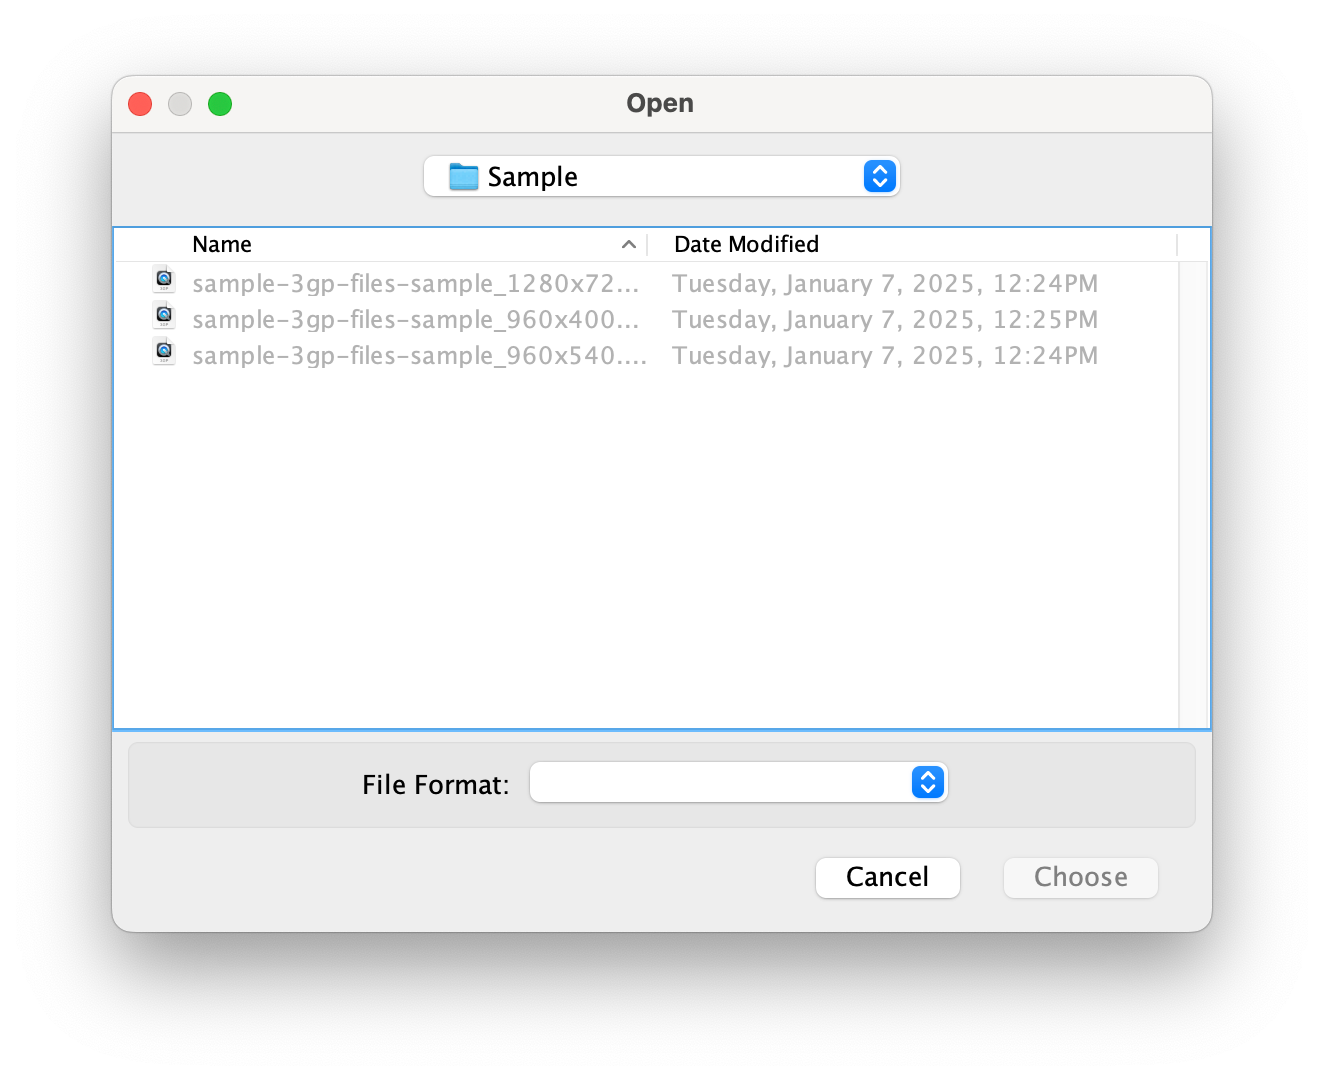 Open
Sample
Name Date Modified
sample-3gp-files-sample_1280x72... Tuesday, January 7, 2025, 12:24PM
sample-3gp-files-sample_960x400... Tuesday, January 7, 2025, 12:25PM
sample-3gp-files-sample_960x540.... Tuesday, January 7, 2025, 12:24PM
File Format:
Cancel Choose